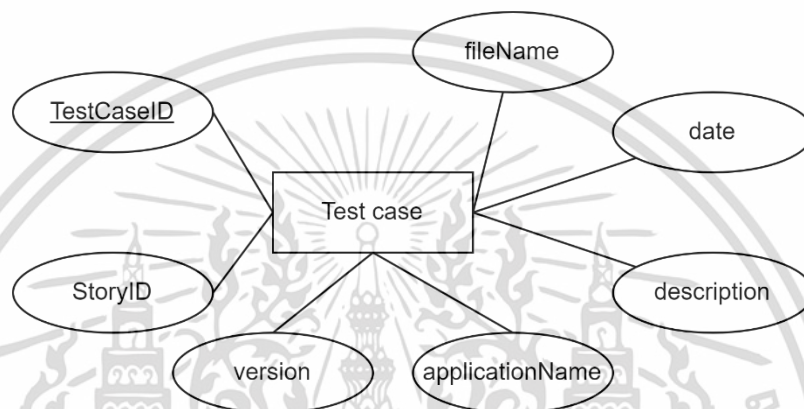 fileName
TestCaseID
date
Test case
StoryID
description
version
applicationName